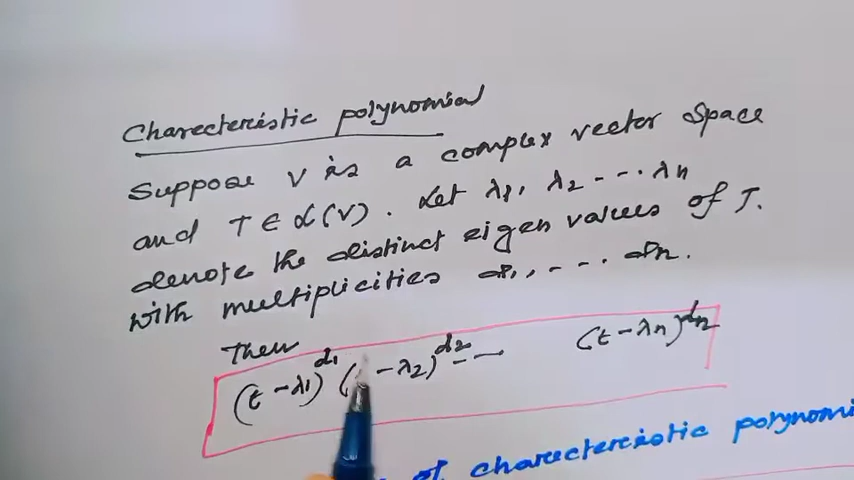 Charecteristic polynomial
Suppose V is a complex vector space
and T ∈ L(V). Let λ1, λ2 - - . . λn
denote the distinct eigen values of T.
with multiplicities d1, . - - . dn.
Then
(t - λ1)^d1 ( - λ2)^d2 - - - (t - λn)^dn
of charecteristic polynomi